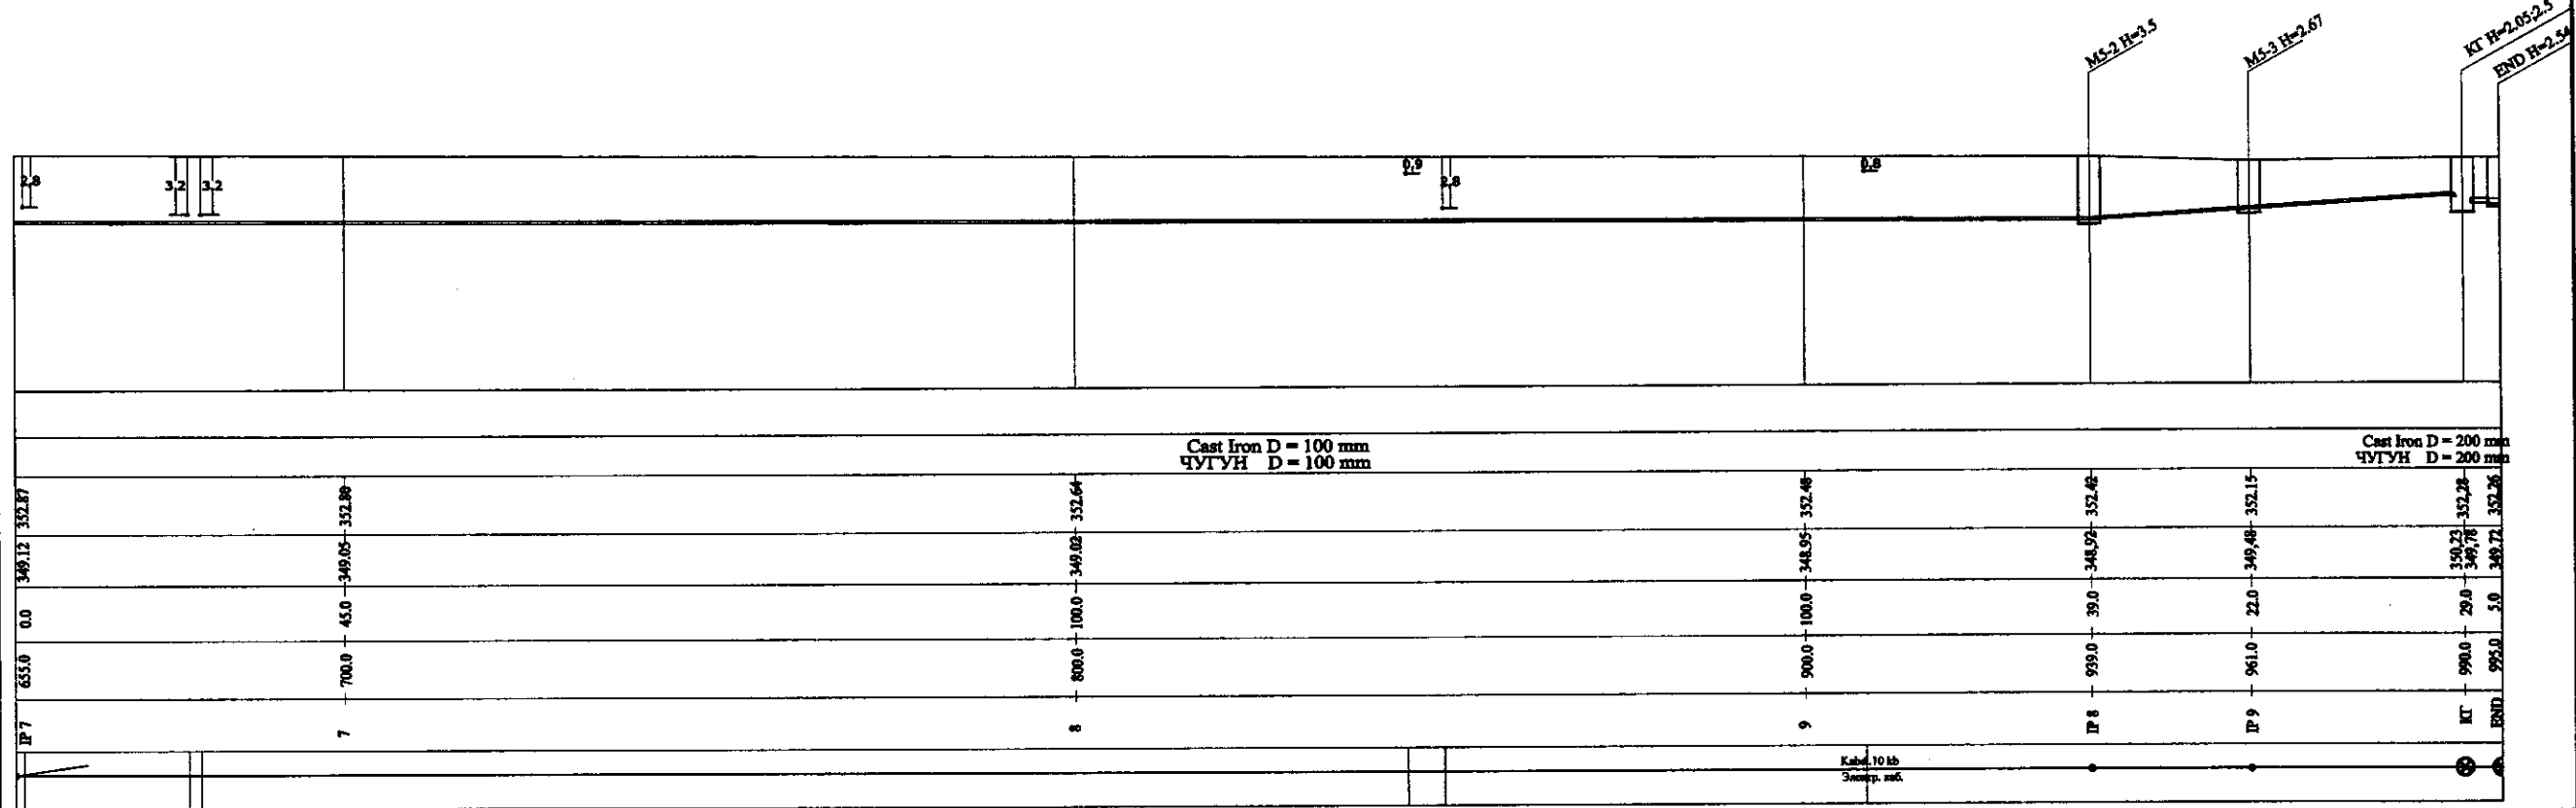 M5-2 H=3.5
M5-3 H=2.67
КГ H=2.05;2.5
END H=2.54
2,8
3,2
3,2
0,9
2,8
0,8
Cast Iron D = 100 mm
ЧУГУН D = 100 mm
Cast Iron D = 200 mm
ЧУГУН D = 200 mm
352.87
352.80
352.64
352.48
352.42
352.15
352,28
352.26
349.12
349.05
349.02
348.95
348,92
349,48
350,23
349,78
349.72
0.0
45.0
100.0
100.0
39.0
22.0
29.0
5.0
655.0
700.0
800.0
900.0
939.0
961.0
990.0
995.0
IP 7
7
8
9
IP 8
IP 9
КГ
END
Kabel.10 kb
Электр. каб.